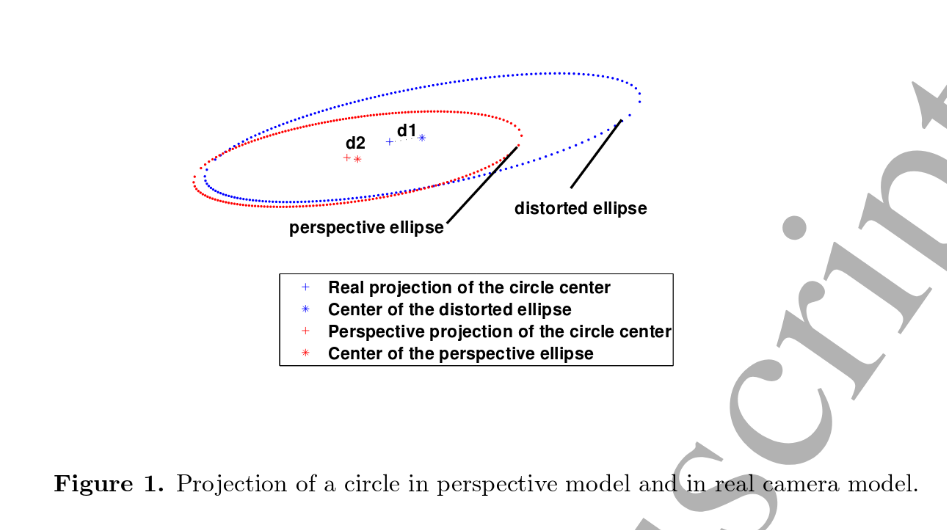 d1
d2
distorted ellipse
perspective ellipse
Real projection of the circle center
Center of the distorted ellipse
Perspective projection of the circle center
Center of the perspective ellipse
Figure 1. Projection of a circle in perspective model and in real camera model.
script